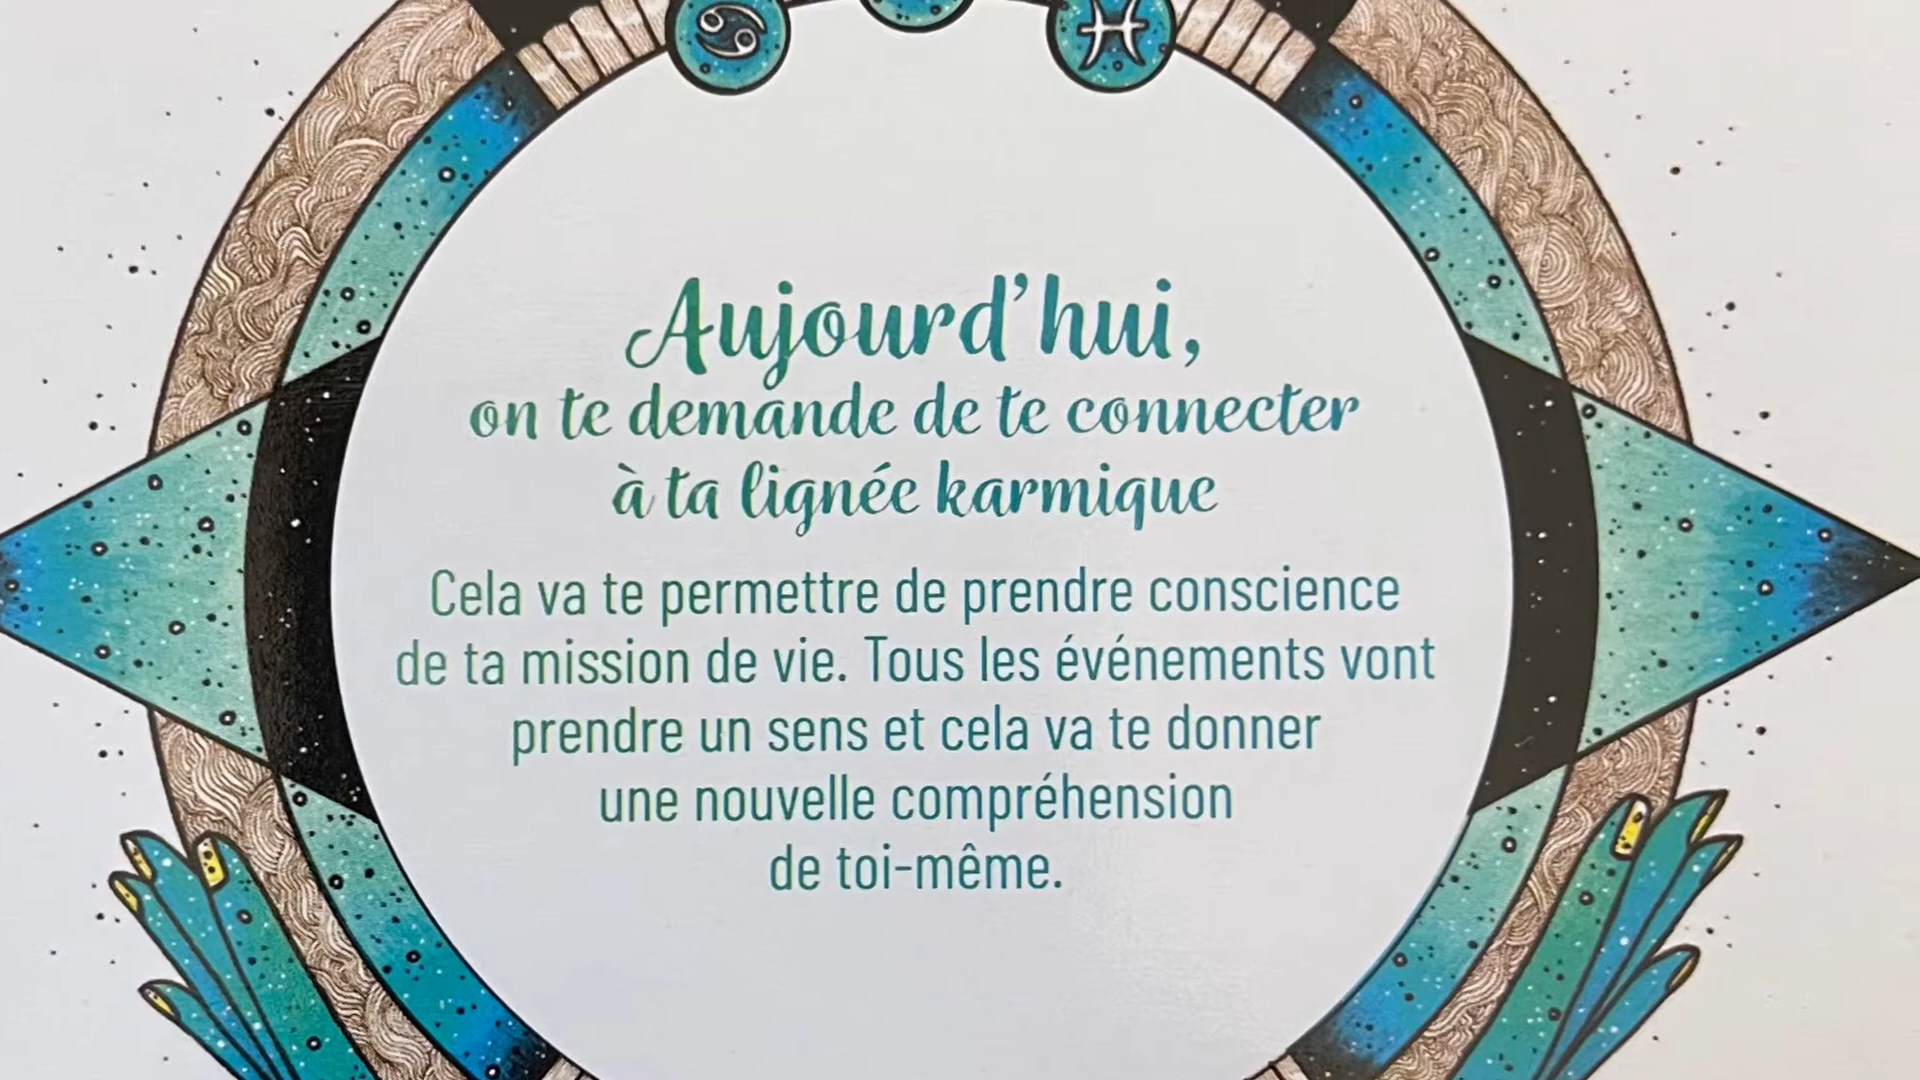 Aujourd'hui,
on te demande de te connecter
à ta lignée karmique
Cela va te permettre de prendre conscience
de ta mission de vie. Tous les événements vont
prendre un sens et cela va te donner
une nouvelle compréhension
de toi-même.